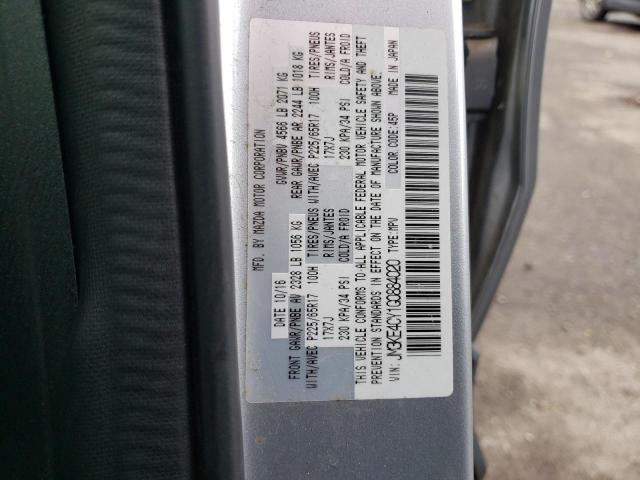 MFD. BY MAZDA MOTOR CORPORATION
DATE 10/16 GVWR/PNBV 4566 LB 2071 KG
FRONT GAWR/PNBE AV 2328 LB 1056 KG REAR GAWR/PNBE AR 2244 LB 1018 KG
WITH/AVEC P225/65R17 100H TIRES/PNEUS WITH/AVEC P225/65R17 100H TIRES/PNEUS
17X7J RIMS/JANTES 17X7J RIMS/JANTES
230 KPA/34 PSI COLD/A FROID 230 KPA/34 PSI COLD/A FROID
THIS VEHICLE CONFORMS TO ALL APPLICABLE FEDERAL MOTOR VEHICLE SAFETY AND THEFT
PREVENTION STANDARDS IN EFFECT ON THE DATE OF MANUFACTURE SHOWN ABOVE.
VIN: JM3KE4CY1G0884020 TYPE:MPV COLOR CODE:45P MADE IN JAPAN